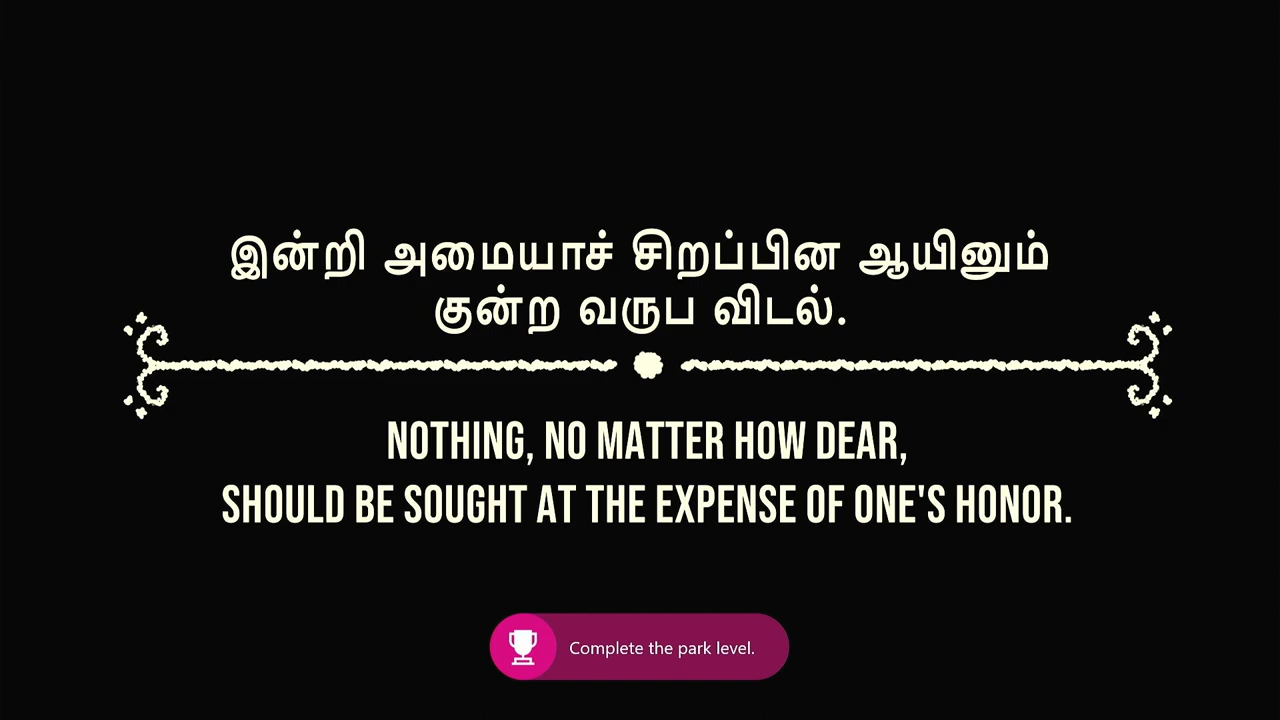 இன்றி அமையாச் சிறப்பின ஆயினும்
குன்ற வருப விடல்.
NOTHING, NO MATTER HOW DEAR,
SHOULD BE SOUGHT AT THE EXPENSE OF ONE'S HONOR.
Complete the park level.